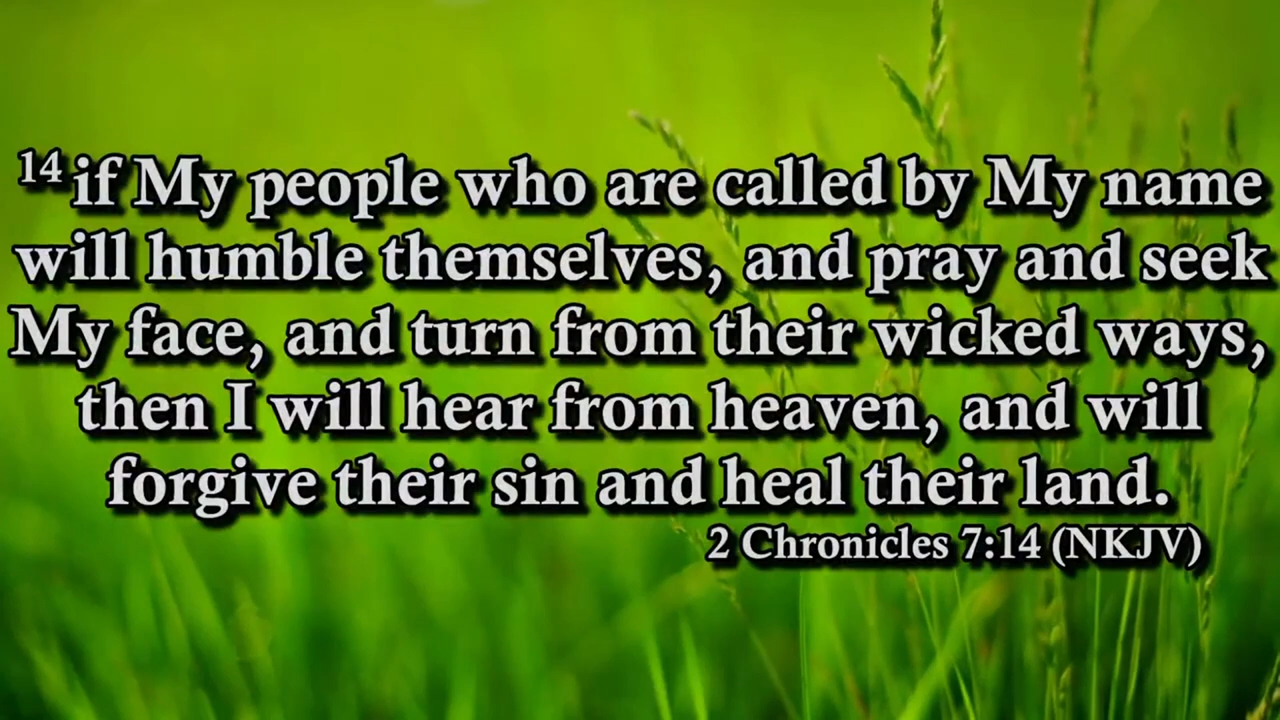 14 if My people who are called by My name
will humble themselves, and pray and seek
My face, and turn from their wicked ways,
then I will hear from heaven, and will
forgive their sin and heal their land.
2 Chronicles 7:14 (NKJV)